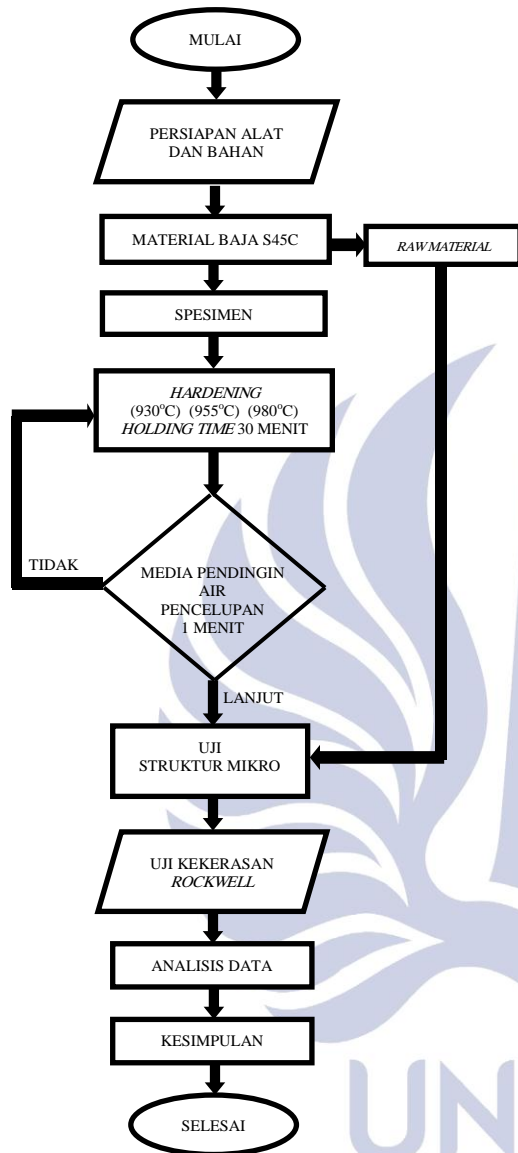 MULAI
PERSIAPAN ALAT
DAN BAHAN
MATERIAL BAJA S45C
RAW MATERIAL
SPESIMEN
HARDENING
(930°C) (955°C) (980°C)
HOLDING TIME 30 MENIT
TIDAK
MEDIA PENDINGIN
AIR
PENCELUPAN
1 MENIT
LANJUT
UJI
STRUKTUR MIKRO
UJI KEKERASAN
ROCKWELL
ANALISIS DATA
KESIMPULAN
SELESAI
UN